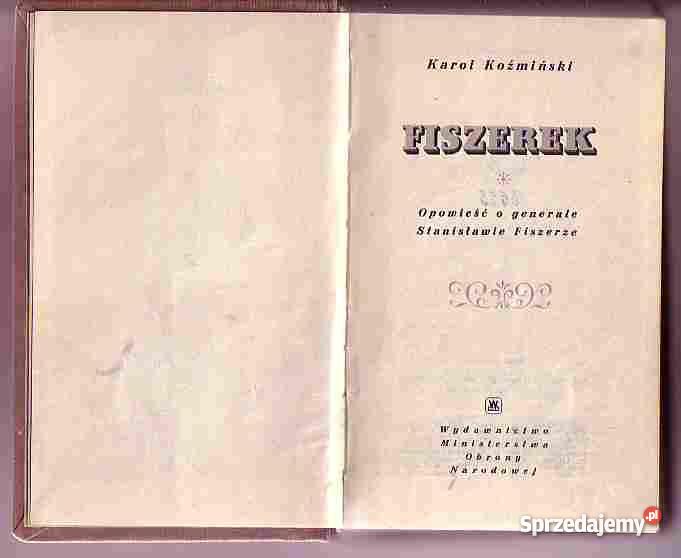 Karol Koźmiński
FISZEREK
Opowieść o generale
Stanisławie Fiszerze
Wydawnictwo
Ministerstwa
Obrony
Narodowej
Sprzedajemy.pl